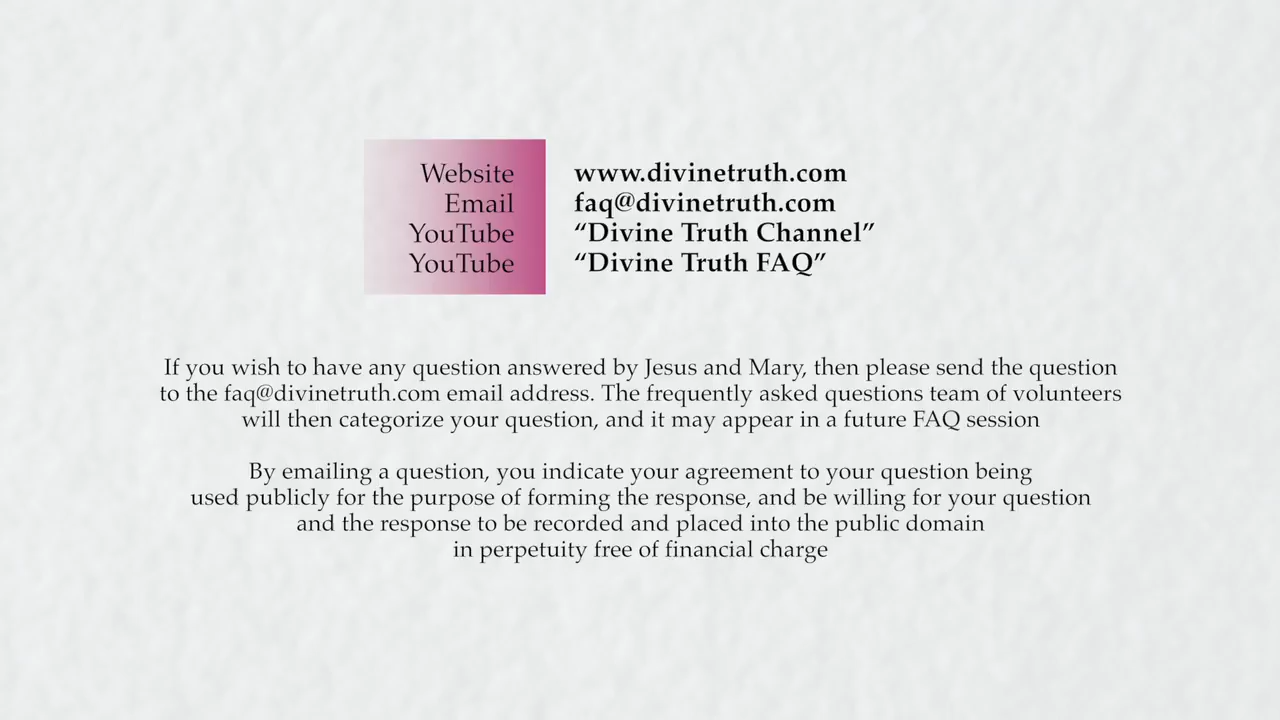 Website www.divinetruth.com
Email faq@divinetruth.com
YouTube “Divine Truth Channel”
YouTube “Divine Truth FAQ”
If you wish to have any question answered by Jesus and Mary, then please send the question
to the faq@divinetruth.com email address. The frequently asked questions team of volunteers
will then categorize your question, and it may appear in a future FAQ session
By emailing a question, you indicate your agreement to your question being
used publicly for the purpose of forming the response, and be willing for your question
and the response to be recorded and placed into the public domain
in perpetuity free of financial charge